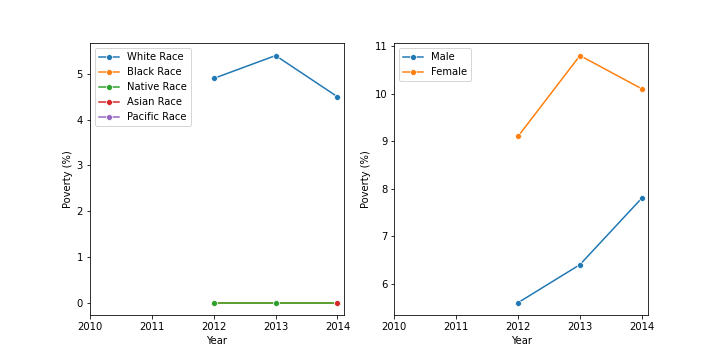 White Race
Black Race
Native Race
Asian Race
Pacific Race
5
4
3
2
1
0
Poverty (%)
2010 2011 2012 2013 2014
Year
Male
Female
11
10
9
8
7
6
Poverty (%)
2010 2011 2012 2013 2014
Year